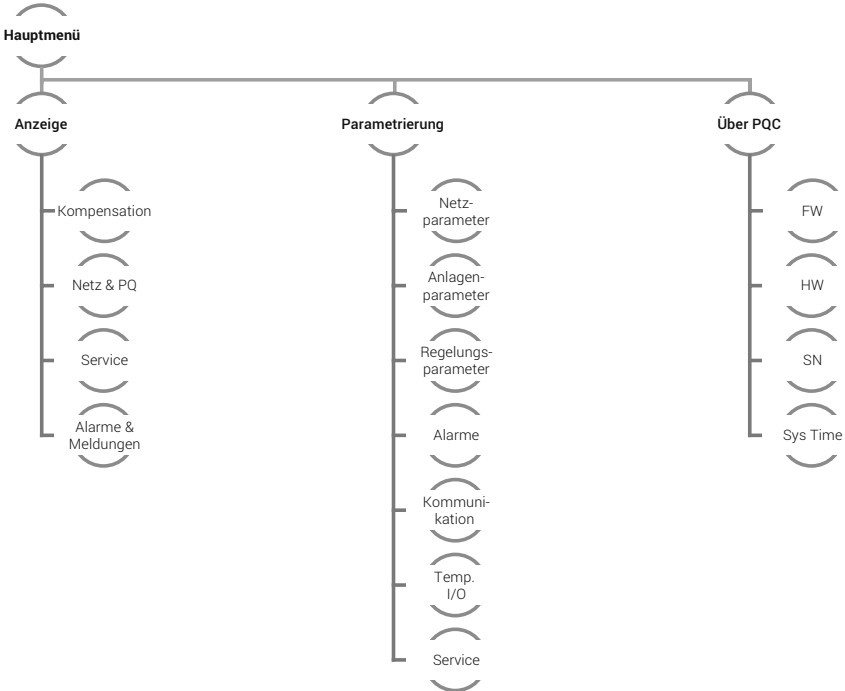 Hauptmenü
Anzeige
Kompensation
Netz & PQ
Service
Alarme &
Meldungen
Parametrierung
Netz-
parameter
Anlagen-
parameter
Regelungs-
parameter
Alarme
Kommuni-
kation
Temp.
I/O
Service
Über PQC
FW
HW
SN
Sys Time